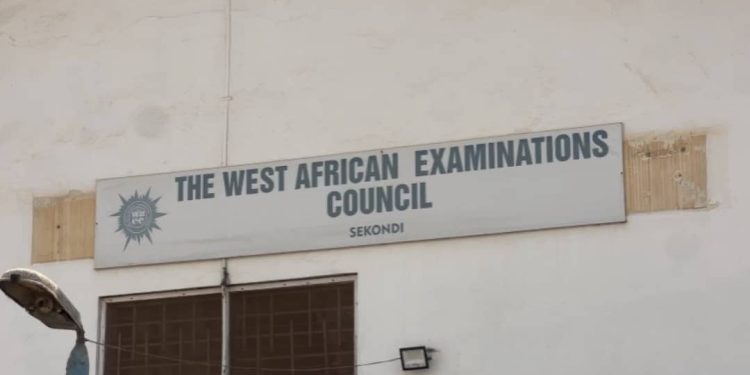 THE WEST AFRICAN EXAMINATIONS
COUNCIL
SEKONDI